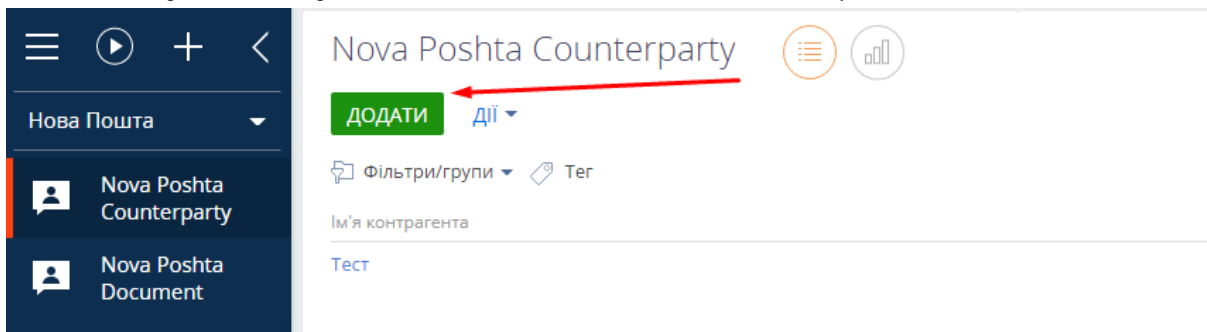 Nova Poshta Counterparty
ДОДАТИ ДІЇ
Нова Пошта
Фільтри/групи Тег
Nova Poshta
Counterparty
Ім'я контрагента
Nova Poshta
Document
Тест